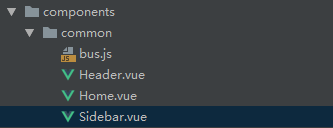 components
common
bus.js
Header.vue
Home.vue
Sidebar.vue